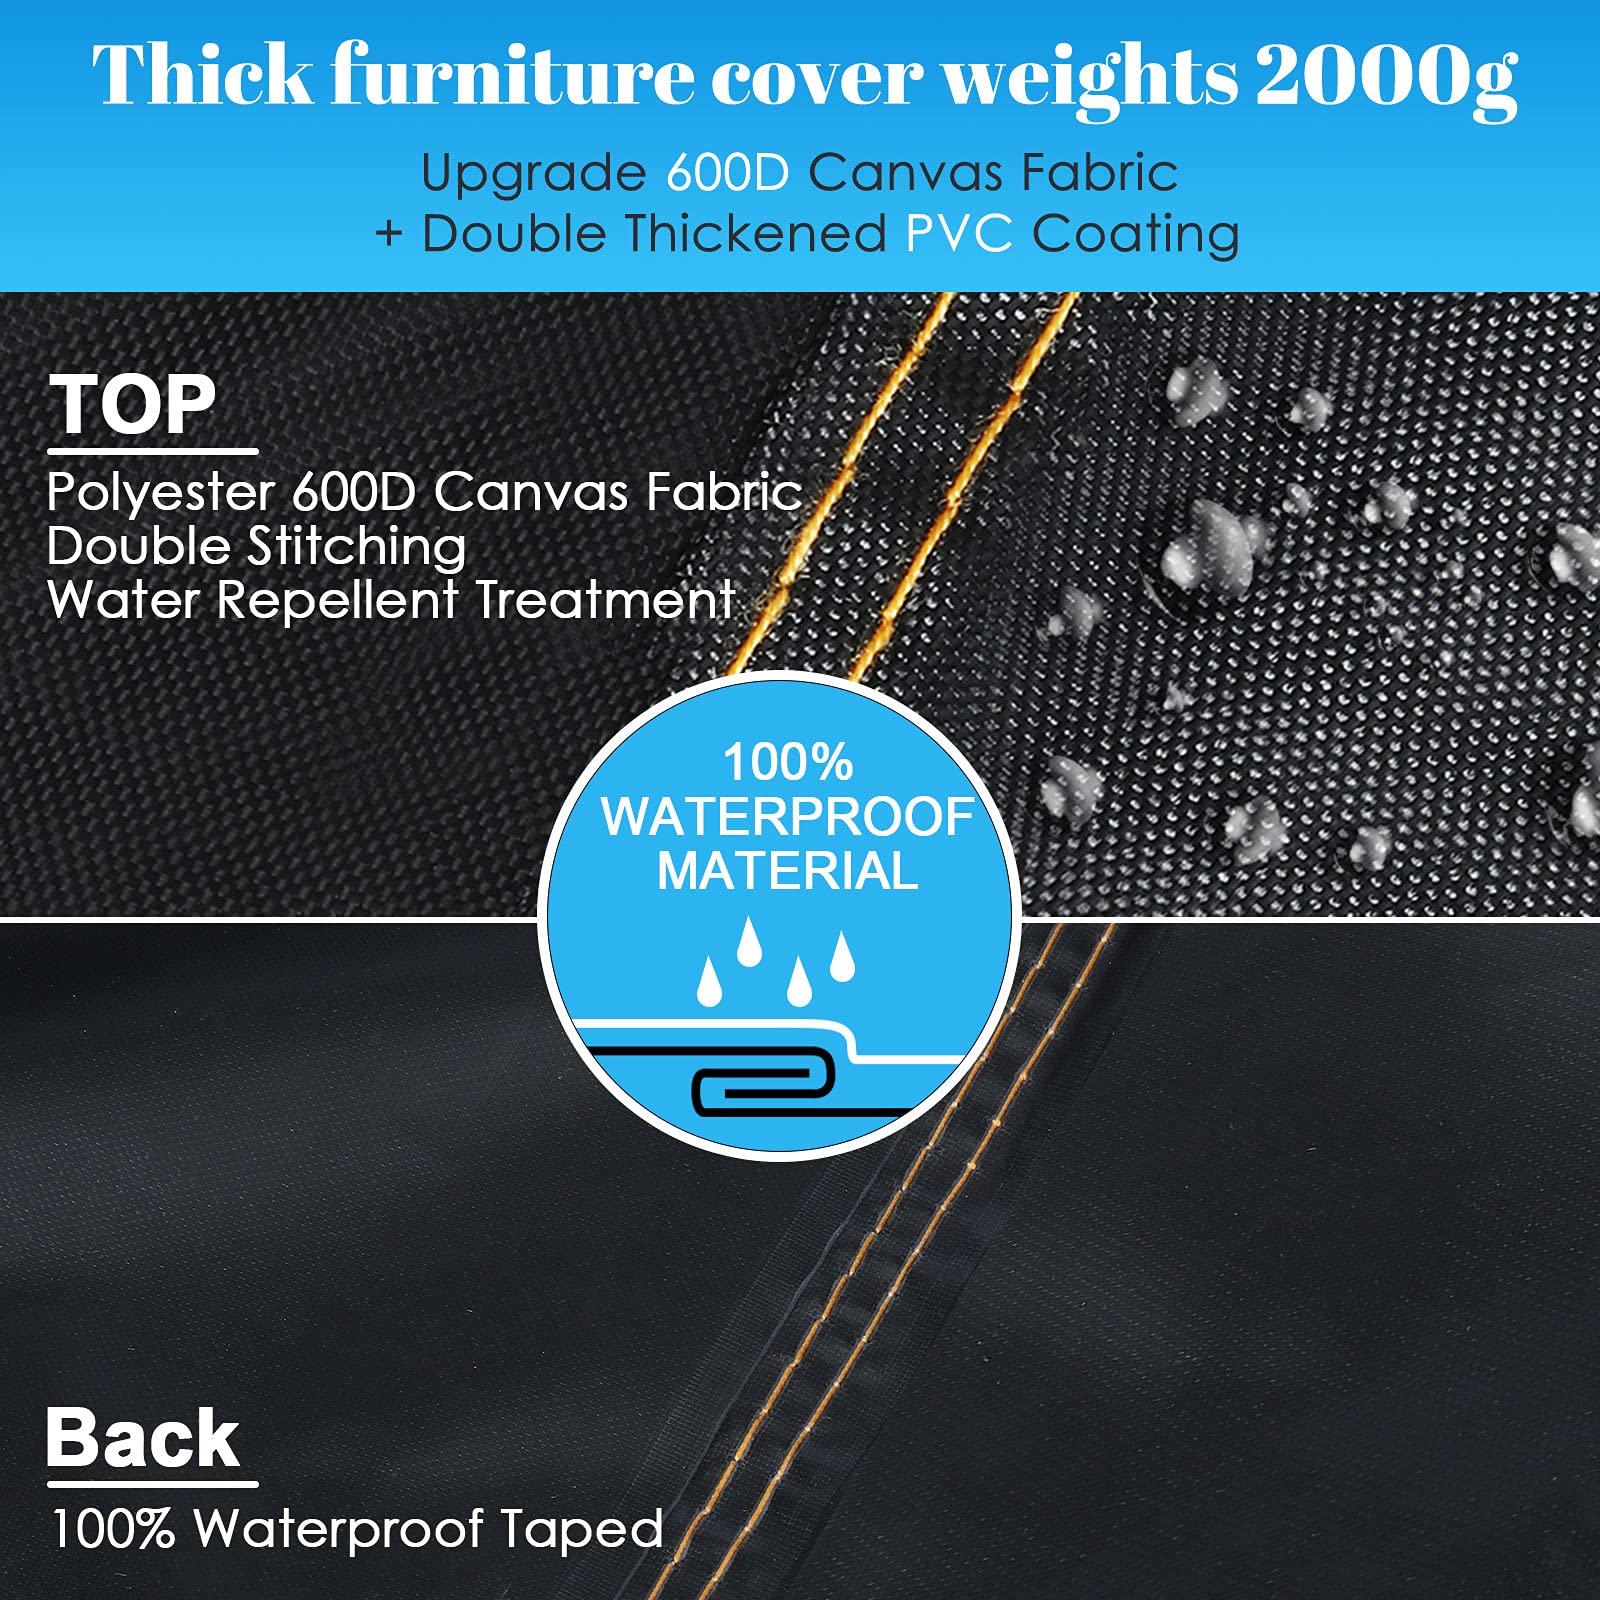 Thick furniture cover weights 2000g
Upgrade 600D Canvas Fabric
+ Double Thickened PVC Coating
TOP
Polyester 600D Canvas Fabric
Double Stitching
Water Repellent Treatment
100%
WATERPROOF
MATERIAL
Back
100% Waterproof Taped